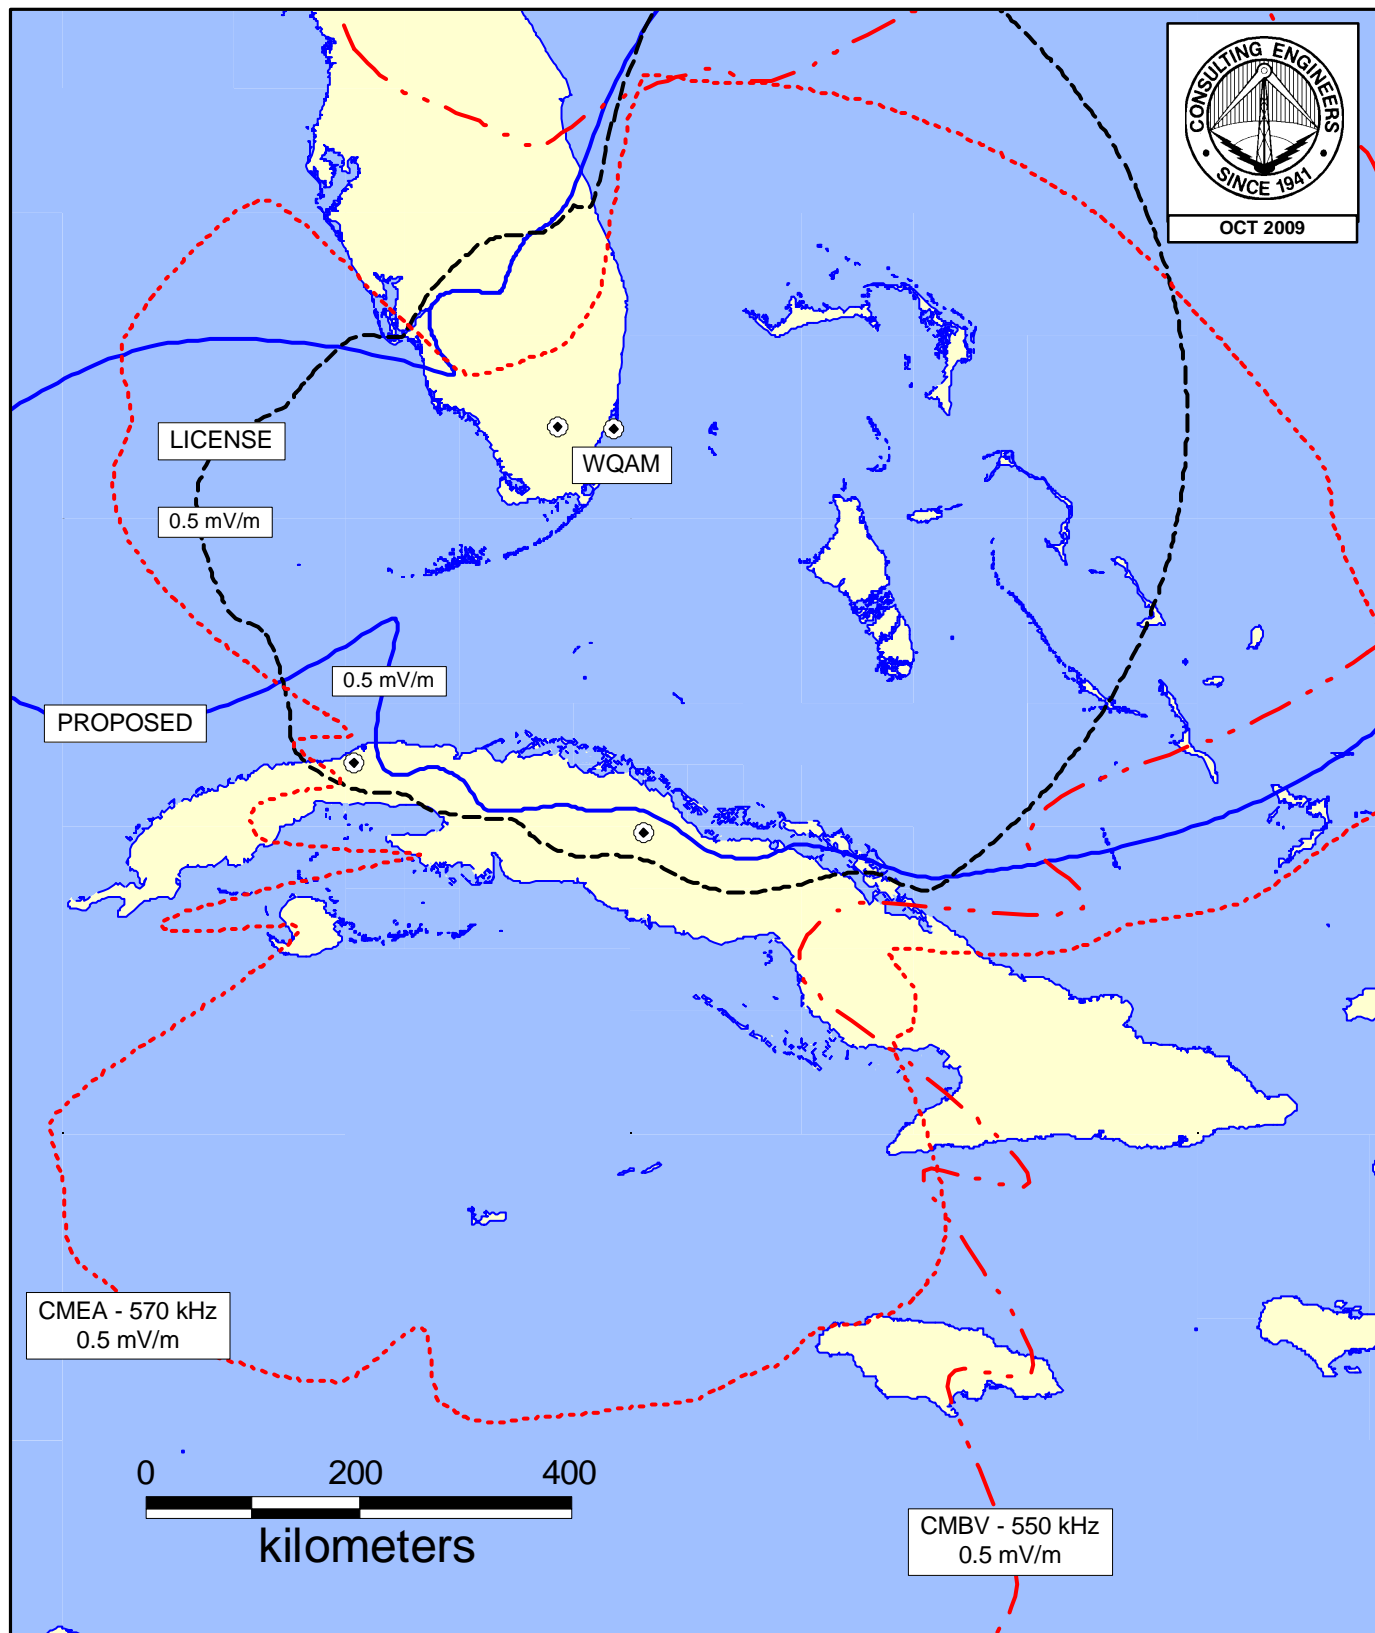 CONSULTING ENGINEERS
SINCE 1941
OCT 2009
LICENSE
WQAM
0.5 mV/m
0.5 mV/m
PROPOSED
CMEA - 570 kHz
0.5 mV/m
0 200 400
kilometers
CMBV - 550 kHz
0.5 mV/m